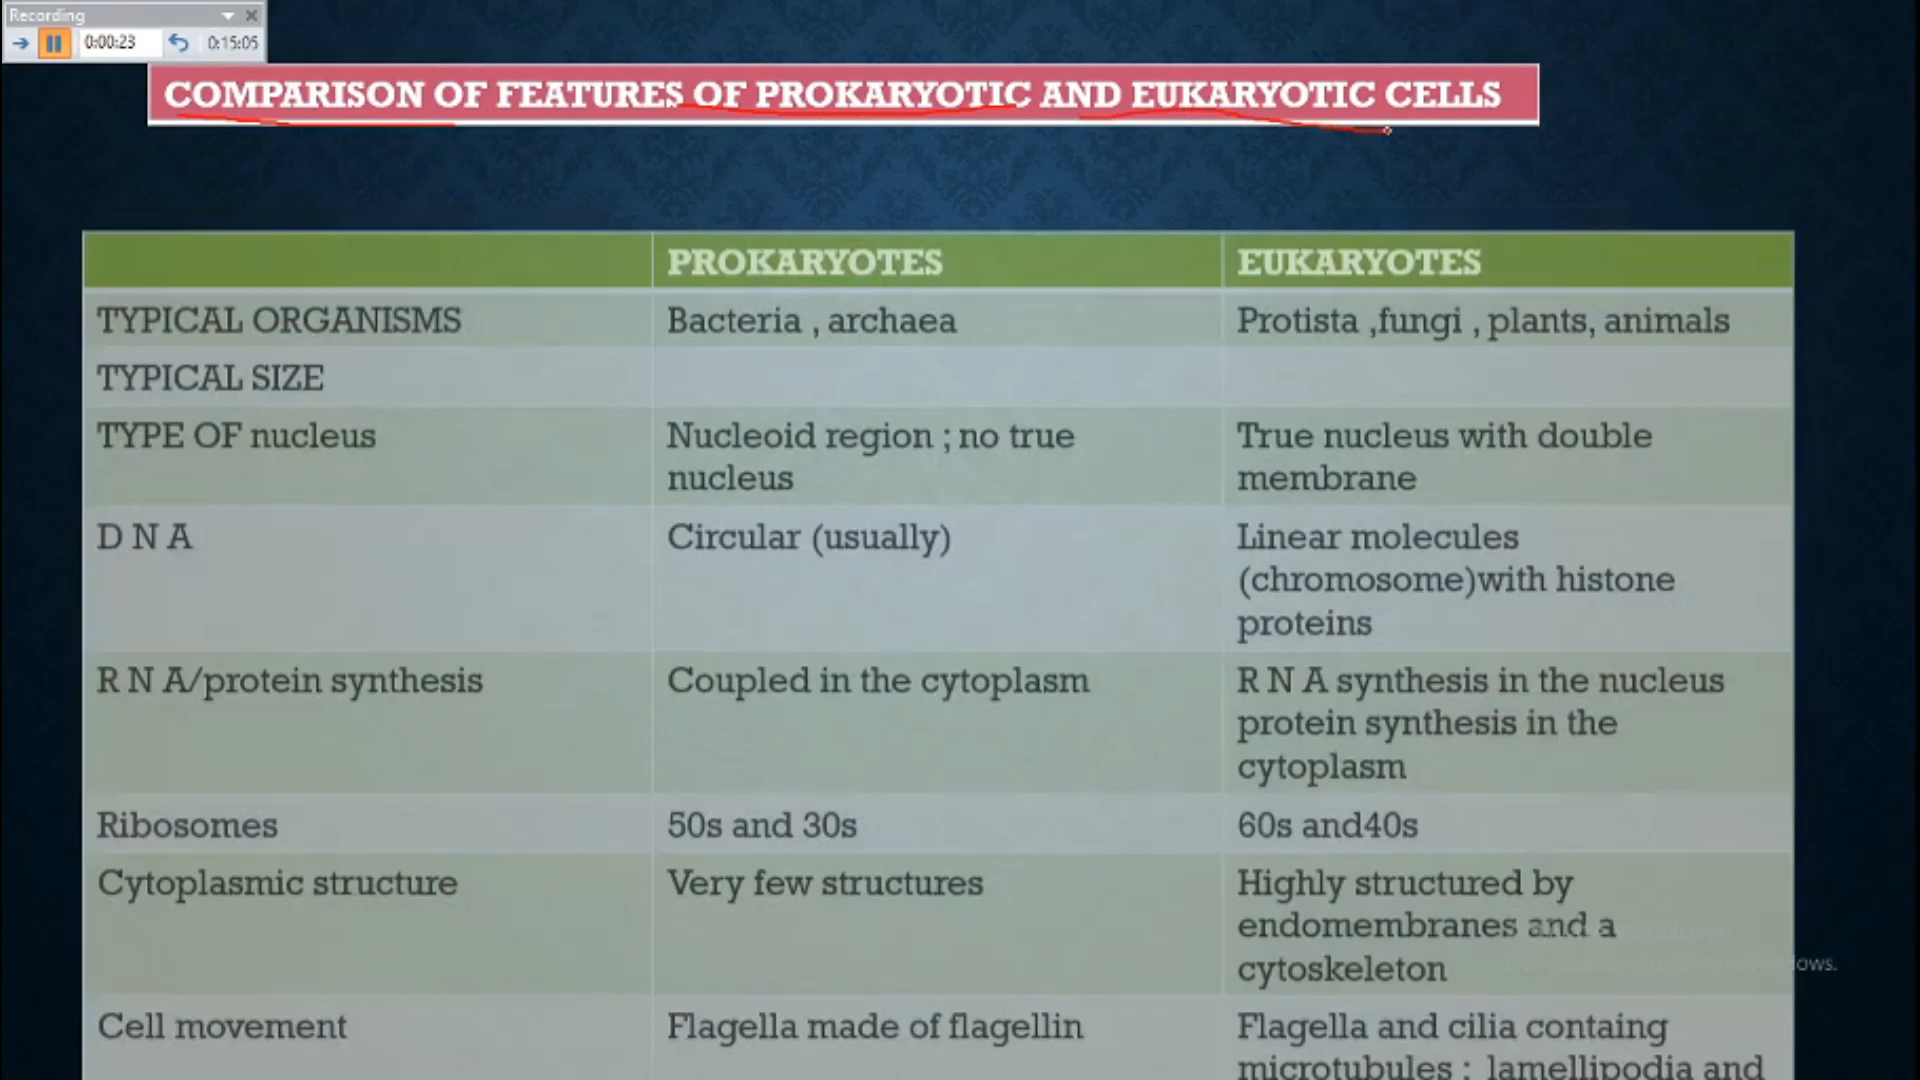 Recording
0:00:23 0:15:05
COMPARISON OF FEATURES OF PROKARYOTIC AND EUKARYOTIC CELLS
PROKARYOTES EUKARYOTES
TYPICAL ORGANISMS Bacteria , archaea Protista ,fungi , plants, animals
TYPICAL SIZE
TYPE OF nucleus Nucleoid region ; no true True nucleus with double
nucleus membrane
D N A Circular (usually) Linear molecules
(chromosome)with histone
proteins
R N A/protein synthesis Coupled in the cytoplasm R N A synthesis in the nucleus
protein synthesis in the
cytoplasm
Ribosomes 50s and 30s 60s and40s
Cytoplasmic structure Very few structures Highly structured by
endomembranes and a
cytoskeleton
Cell movement Flagella made of flagellin Flagella and cilia containg
microtubules ; lamellipodia and